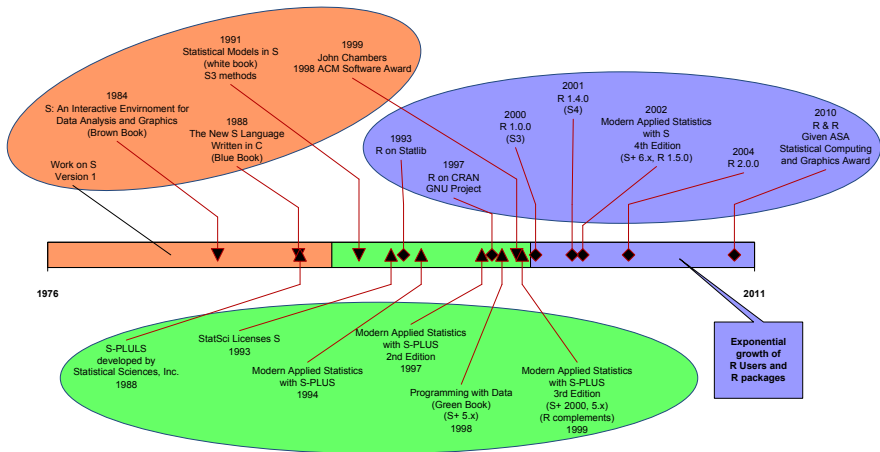 1991
Statistical Models in S
(white book)
S3 methods
1999
John Chambers
1998 ACM Software Award
1984
S: An Interactive Envirnoment for
Data Analysis and Graphics
(Brown Book)
1988
The New S Language
Written in C
(Blue Book)
Work on S
Version 1
1993
R on Statlib
1997
R on CRAN
GNU Project
2000
R 1.0.0
(S3)
2001
R 1.4.0
(S4)
2002
Modern Applied Statistics
with S
4th Edition
(S+ 6.x, R 1.5.0)
2004
R 2.0.0
2010
R & R
Given ASA
Statistical Computing
and Graphics Award
1976
2011
S-PLULS
developed by
Statistical Sciences, Inc.
1988
StatSci Licenses S
1993
Modern Applied Statistics
with S-PLUS
1994
Modern Applied Statistics
with S-PLUS
2nd Edition
1997
Programming with Data
(Green Book)
(S+ 5.x)
1998
Modern Applied Statistics
with S-PLUS
3rd Edition
(S+ 2000, 5.x)
(R complements)
1999
Exponential
growth of
R Users and
R packages